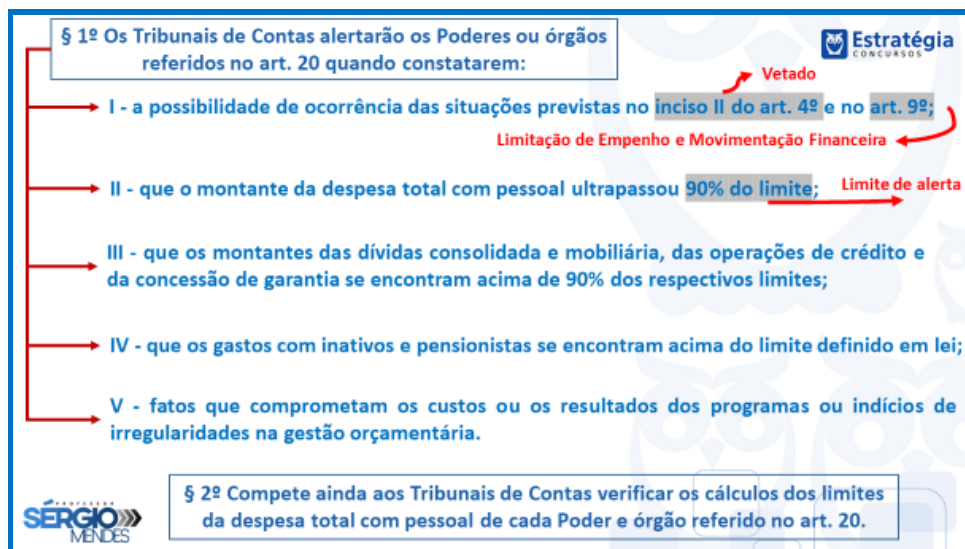 § 1º Os Tribunais de Contas alertarão os Poderes ou órgãos
referidos no art. 20 quando constatarem:
Estratégia
CONCURSOS
Vetado
I - a possibilidade de ocorrência das situações previstas no inciso II do art. 4º e no art. 9º;
Limitação de Empenho e Movimentação Financeira
II - que o montante da despesa total com pessoal ultrapassou 90% do limite;
Limite de alerta
III - que os montantes das dívidas consolidada e mobiliária, das operações de crédito e
da concessão de garantia se encontram acima de 90% dos respectivos limites;
IV - que os gastos com inativos e pensionistas se encontram acima do limite definido em lei;
V - fatos que comprometam os custos ou os resultados dos programas ou indícios de
irregularidades na gestão orçamentária.
§ 2º Compete ainda aos Tribunais de Contas verificar os cálculos dos limites
da despesa total com pessoal de cada Poder e órgão referido no art. 20.
PROFESSOR
SÉRGIO
MENDES